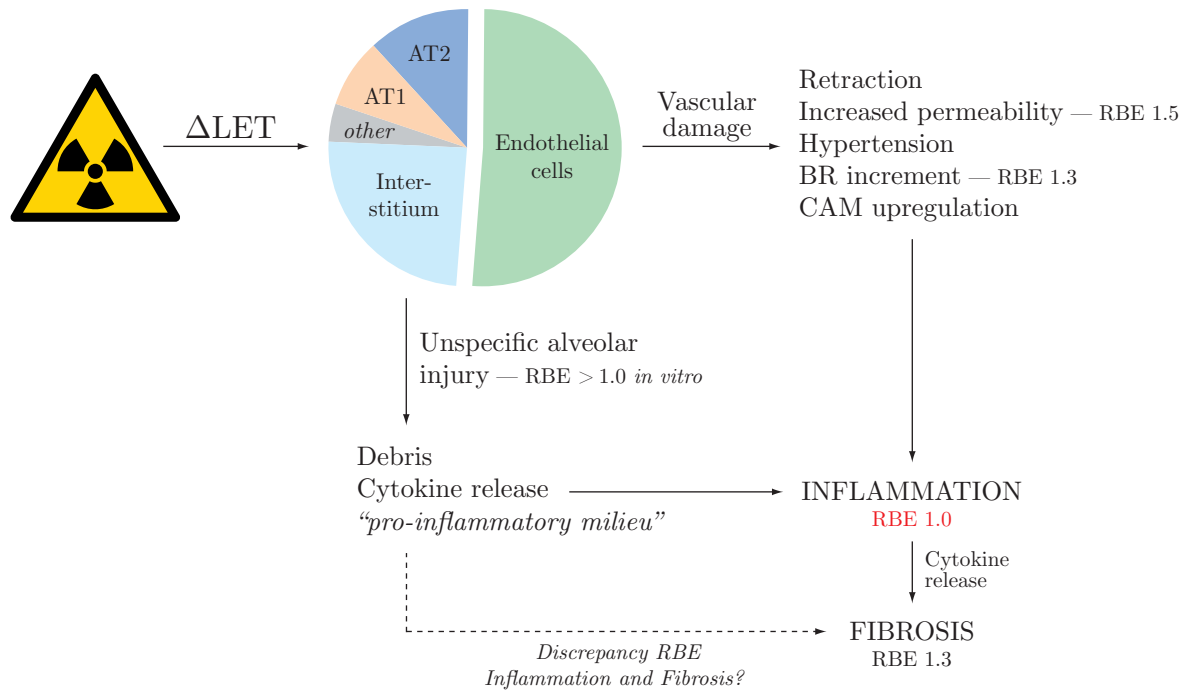 ΔLET
AT2
AT1
other
Inter-
stitium
Endothelial
cells
Vascular
damage
Retraction
Increased permeability — RBE 1.5
Hypertension
BR increment — RBE 1.3
CAM upregulation
Unspecific alveolar
injury — RBE > 1.0 in vitro
Debris
Cytokine release
“pro-inflammatory milieu”
INFLAMMATION
RBE 1.0
Cytokine
release
FIBROSIS
RBE 1.3
Discrepancy RBE
Inflammation and Fibrosis?